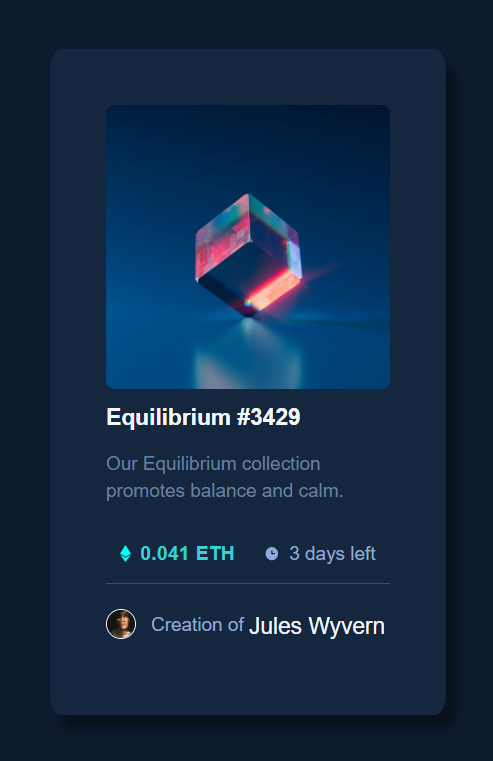 Equilibrium #3429
Our Equilibrium collection
promotes balance and calm.
0.041 ETH 3 days left
Creation of Jules Wyvern